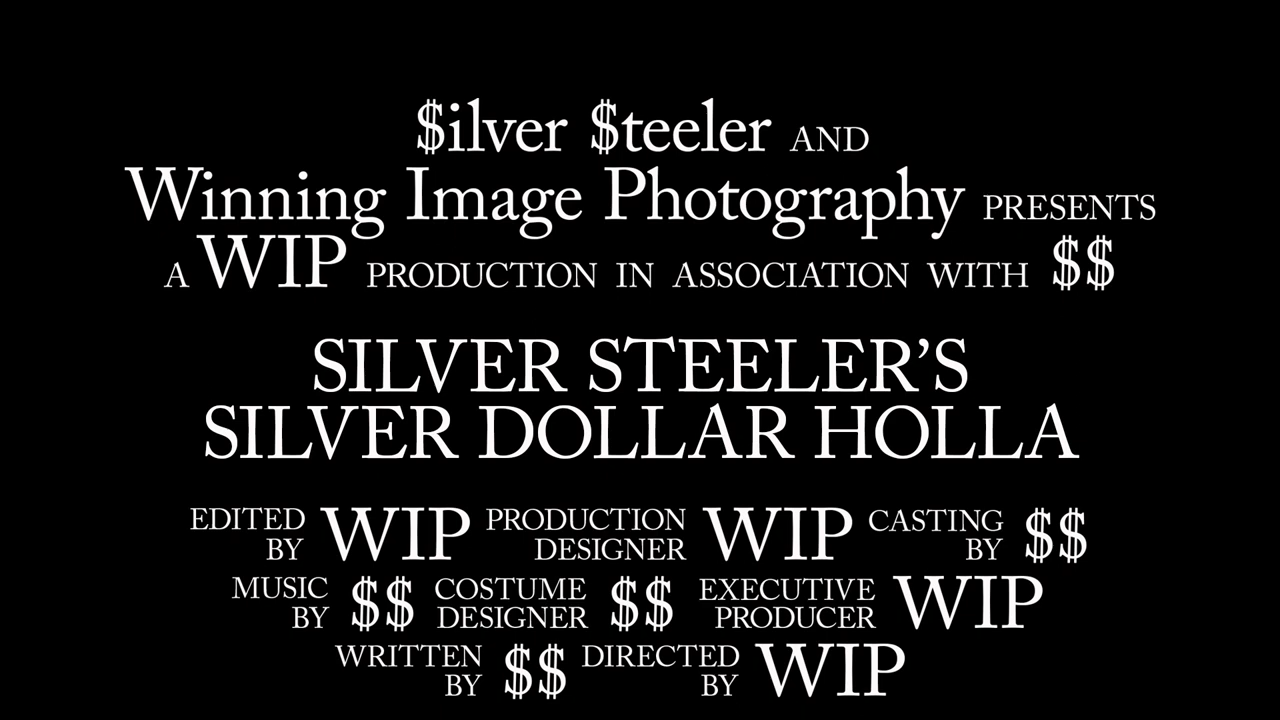 $ilver $teeler AND
Winning Image Photography PRESENTS
A WIP PRODUCTION IN ASSOCIATION WITH $$
SILVER STEELER’S
SILVER DOLLAR HOLLA
EDITED BY WIP PRODUCTION DESIGNER WIP CASTING BY $$
MUSIC BY $$ COSTUME DESIGNER $$ EXECUTIVE PRODUCER WIP
WRITTEN BY $$ DIRECTED BY WIP